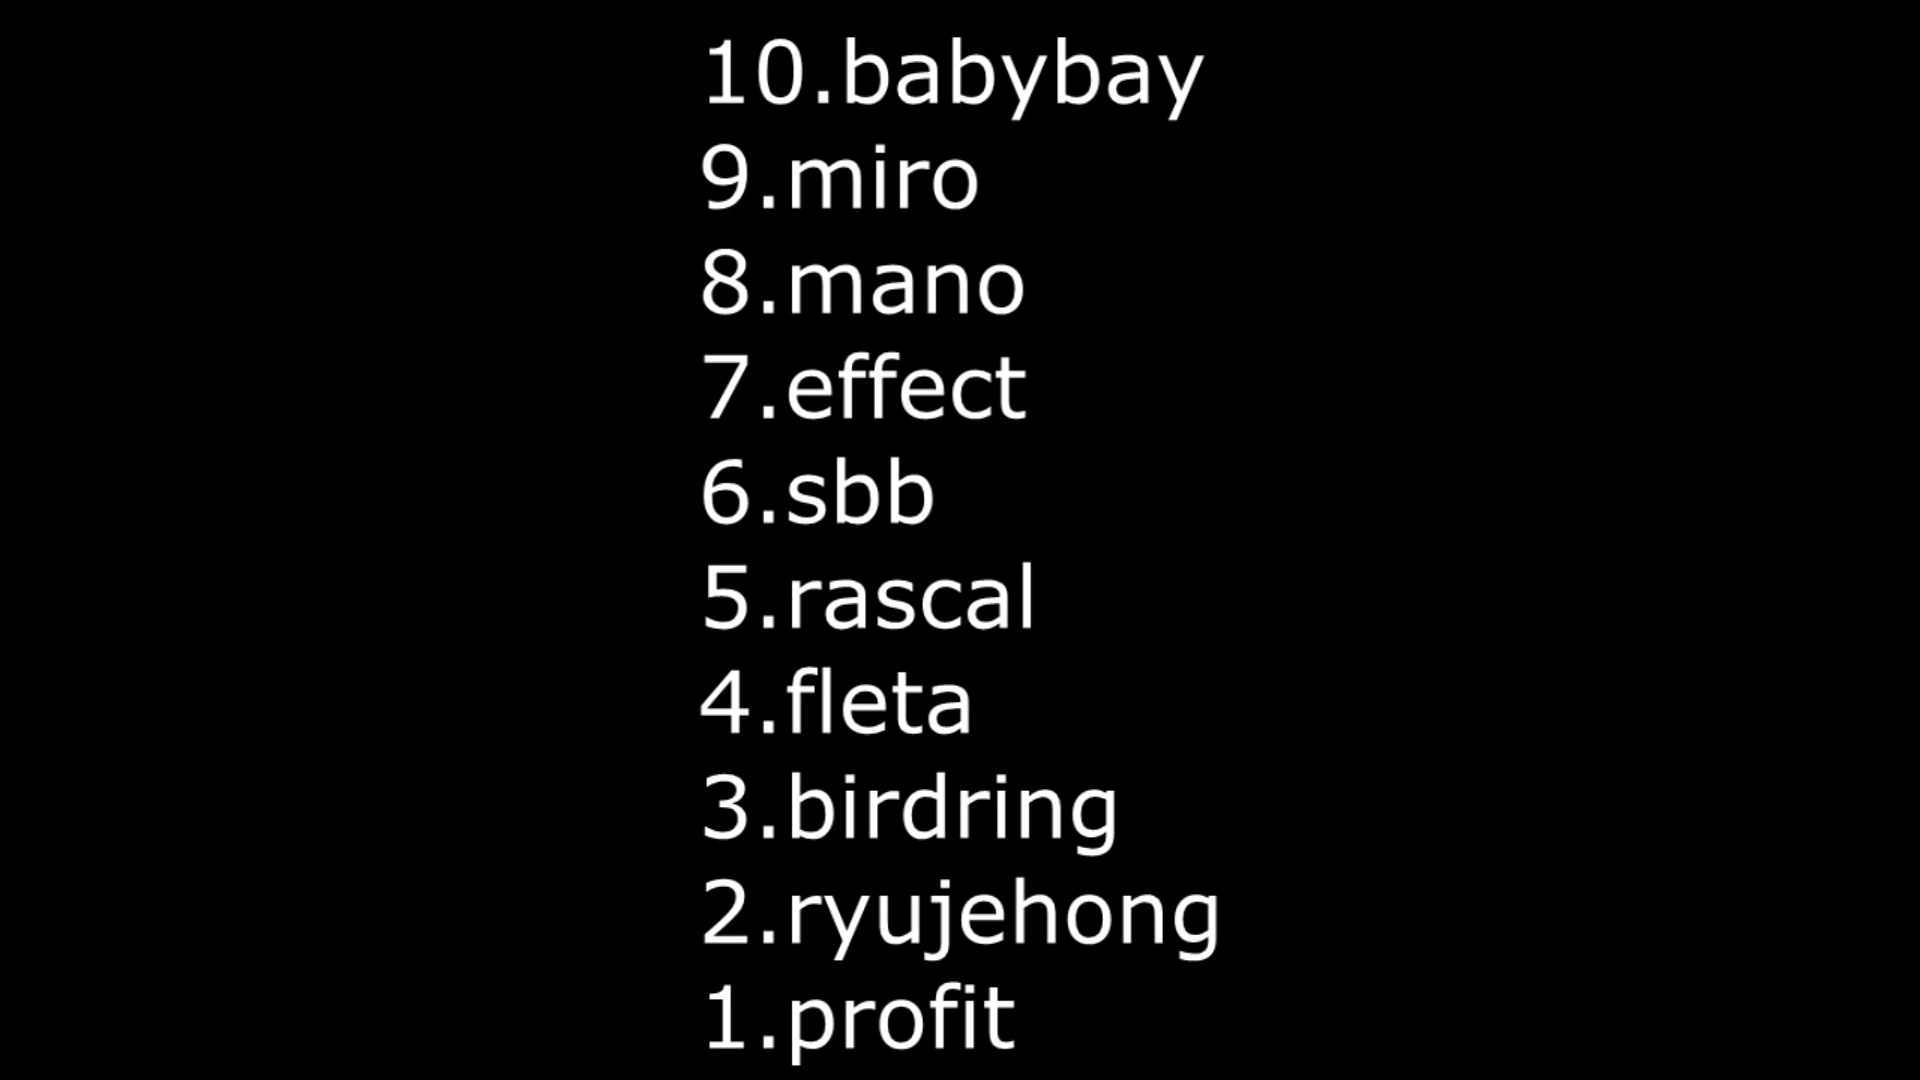 10.babybay
9.miro
8.mano
7.effect
6.sbb
5.rascal
4.fleta
3.birdring
2.ryujehong
1.profit